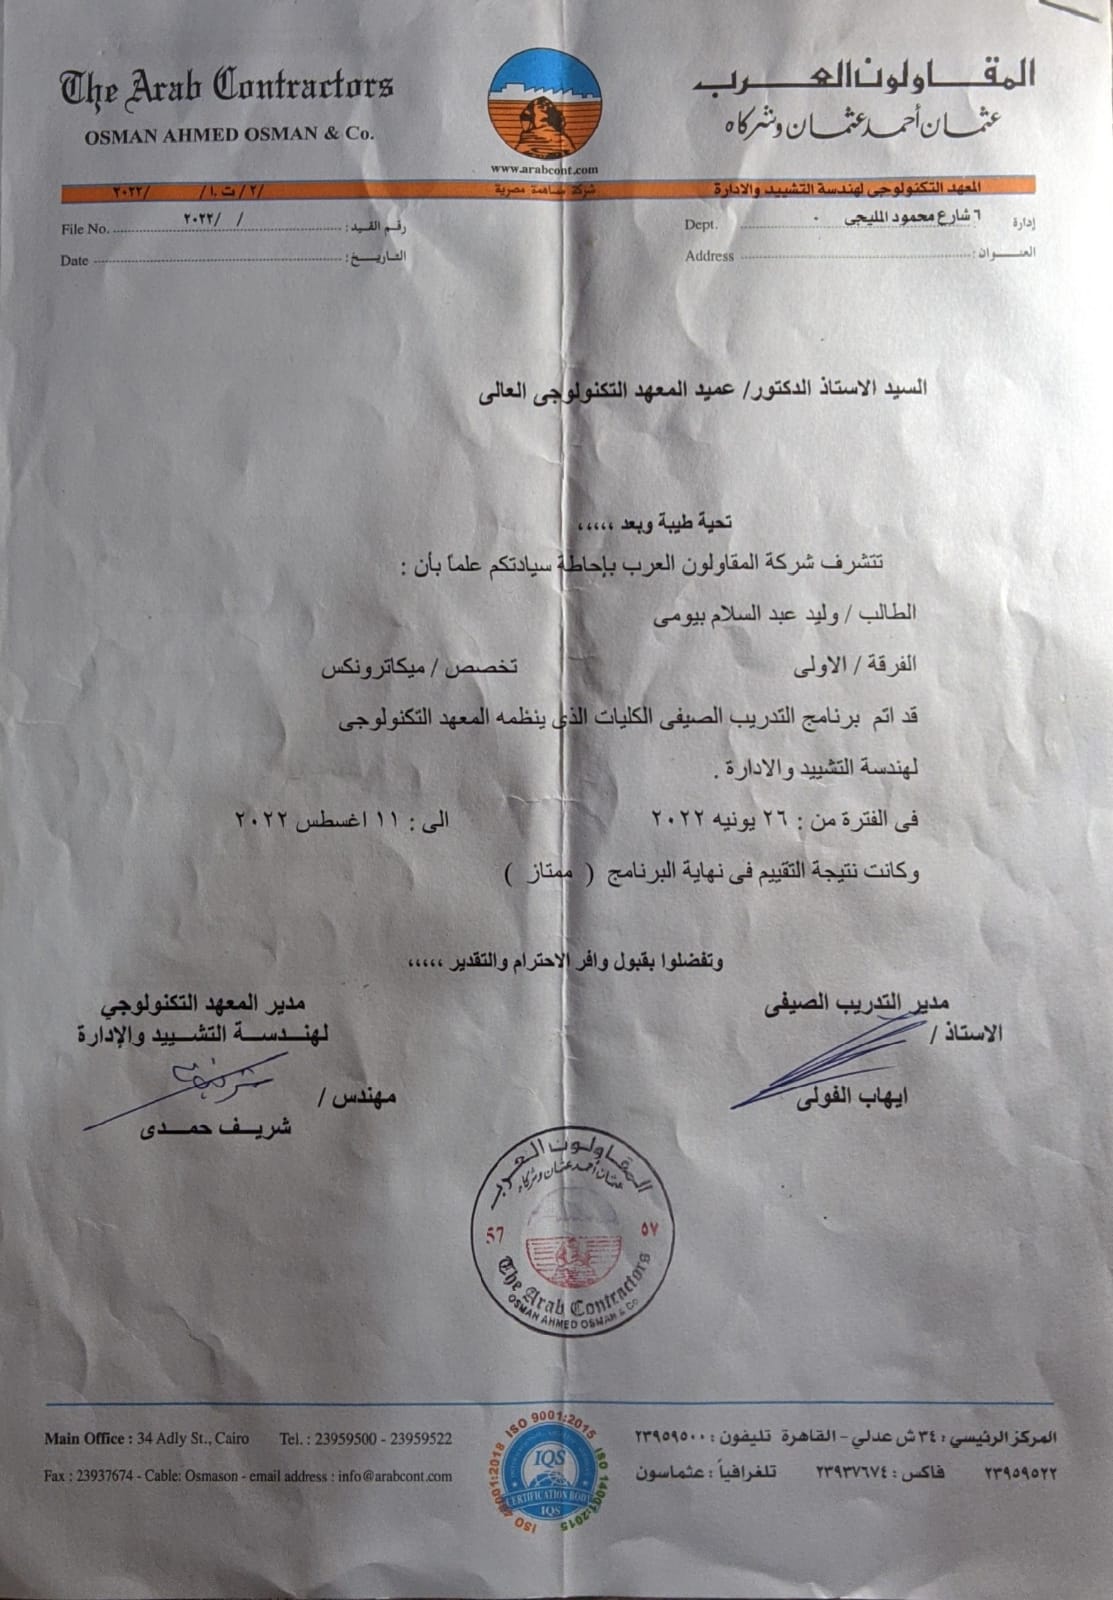 The Arab Contractors
OSMAN AHMED OSMAN & Co.
www.arabcont.com
المقاولون العرب
عثمان أحمد عثمان وشركاه
المعهد التكنولوجى لهندسة التشييد والادارة
شركة مساهمة مصرية
/٢/ ت .١/ /٢٠٢٢
إدارة ٦ شارع محمود المليجى Dept.
رقم القيد : / /٢٠٢٢ File No.
العنوان : Address
التاريخ : Date
السيد الاستاذ الدكتور/ عميد المعهد التكنولوجى العالى
تحية طيبة وبعد ،،،،،
تتشرف شركة المقاولون العرب بإحاطة سيادتكم علماً بأن :
الطالب / وليد عبد السلام بيومى
الفرقة / الاولى تخصص / ميكاترونكس
قد اتم برنامج التدريب الصيفى الكليات الذى ينظمه المعهد التكنولوجى
لهندسة التشييد والادارة .
فى الفترة من : ٢٦ يونيه ٢٠٢٢ الى : ١١ اغسطس ٢٠٢٢
وكانت نتيجة التقييم فى نهاية البرنامج ( ممتاز )
وتفضلوا بقبول وافر الاحترام والتقدير ،،،،،
مدير التدريب الصيفى
الاستاذ /
ايهاب الفولى
مدير المعهد التكنولوجي
لهندسة التشييد والإدارة
مهندس /
شريف حمدى
المقاولون العرب
عثمان أحمد عثمان وشركاه
57 ٥٧
The Arab Contractors
OSMAN AHMED OSMAN & Co
Main Office : 34 Adly St., Cairo Tel. : 23959500 - 23959522
Fax : 23937674 - Cable: Osmason - email address : info@arabcont.com
ISO 9001:2015
ISO 14001:2015
ISO 45001:2018
IQS
CERTIFICATION BODY
IQS
المركز الرئيسي : ٣٤ ش عدلي - القاهرة تليفون : ٢٣٩٥٩٥٠٠
٢٣٩٥٩٥٢٢ فاكس : ٢٣٩٣٧٦٧٤ تلغرافياً : عثماسون